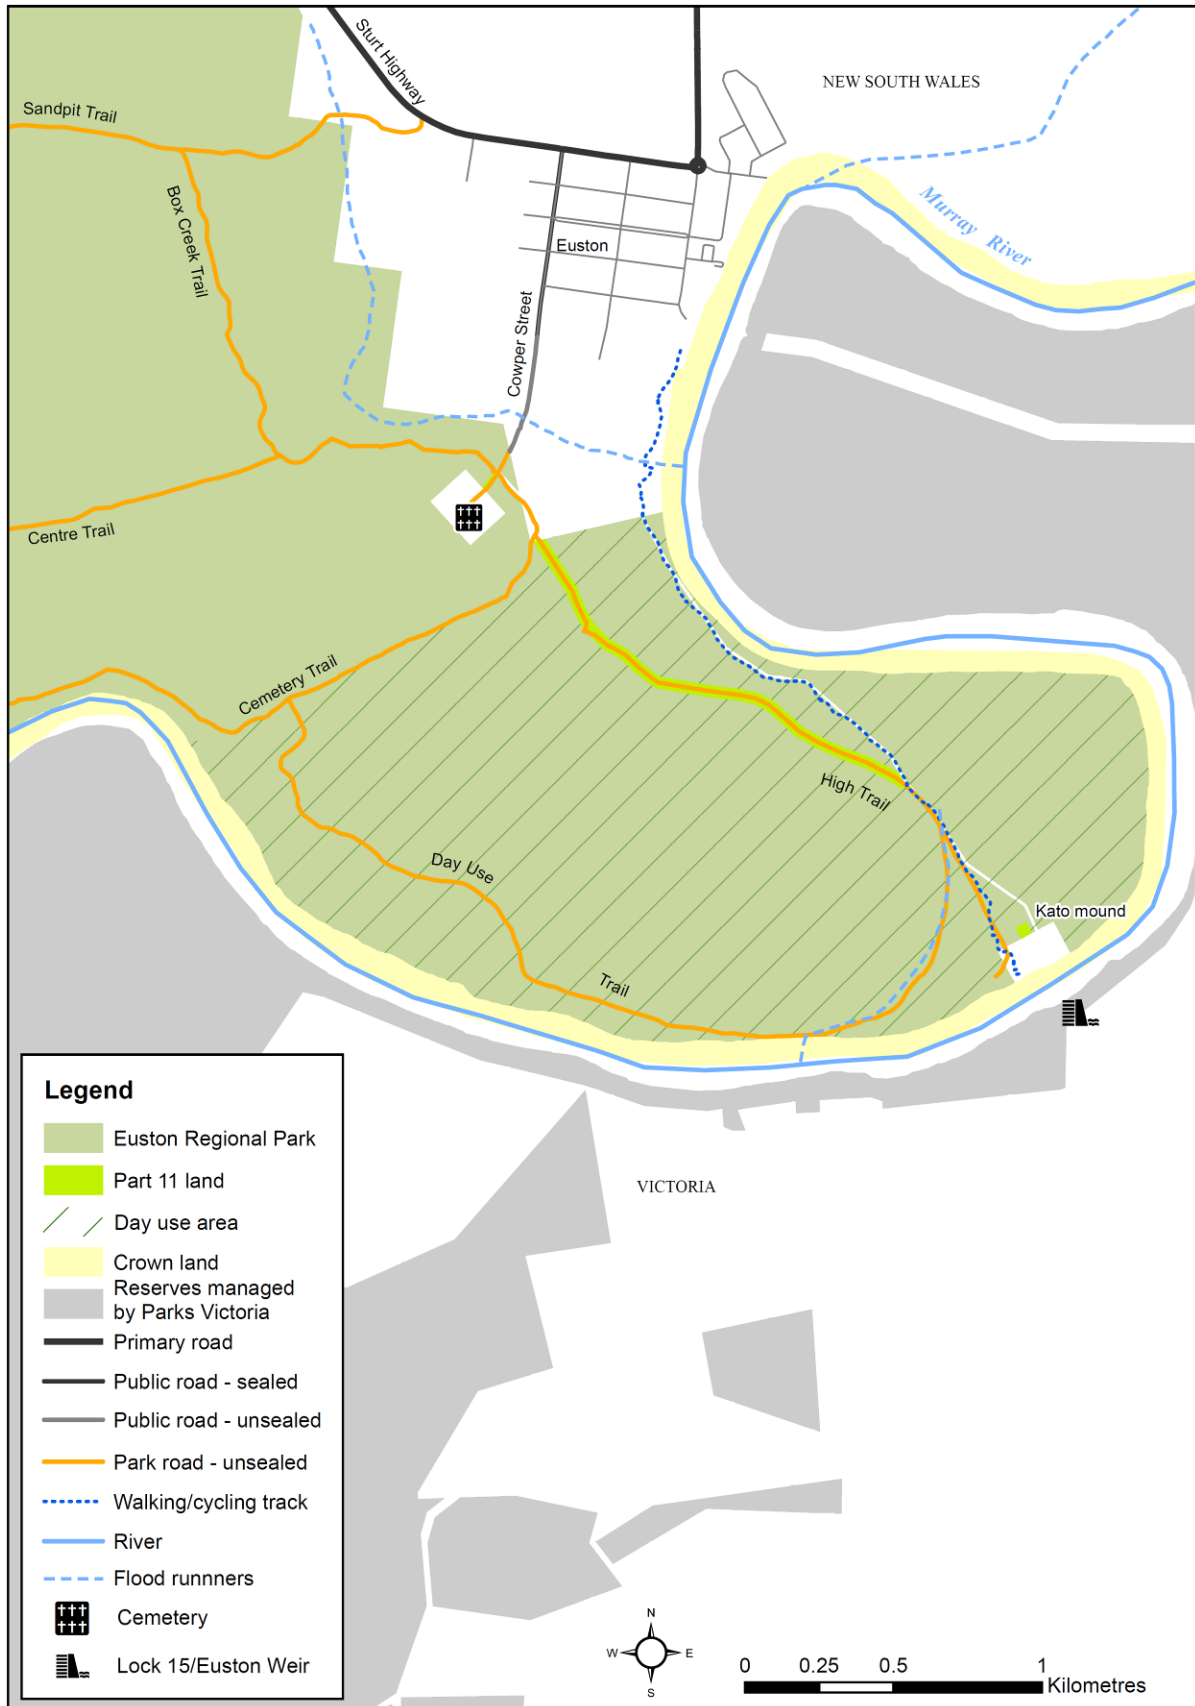 Sturt Highway
NEW SOUTH WALES
Sandpit Trail
Murray River
Box Creek Trail
Euston
Cowper Street
Centre Trail
Cemetery Trail
High Trail
Day Use
Trail
Kato mound
VICTORIA
Legend
Euston Regional Park
Part 11 land
Day use area
Crown land
Reserves managed
by Parks Victoria
Primary road
Public road - sealed
Public road - unsealed
Park road - unsealed
Walking/cycling track
River
Flood runnners
Cemetery
Lock 15/Euston Weir
N
W E
S
0 0.25 0.5 1
Kilometres